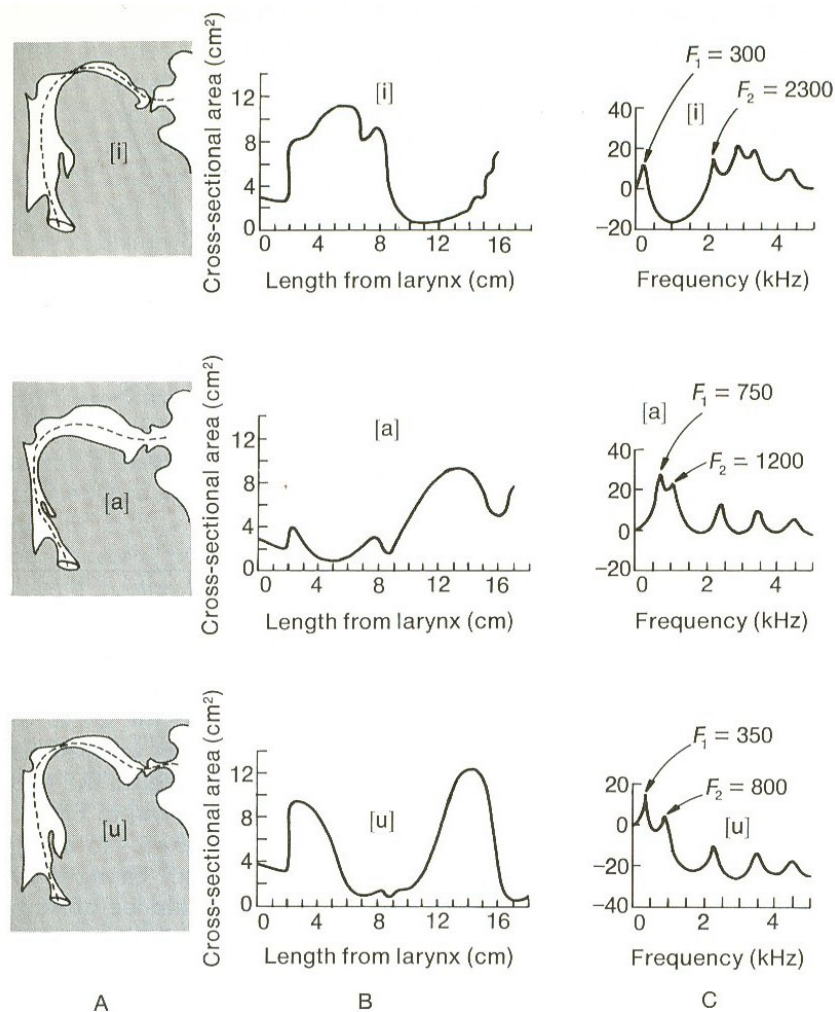 [i]
Cross-sectional area (cm²)
12
8
4
0
[i]
0 4 8 12 16
Length from larynx (cm)
F₁ = 300
F₂ = 2300
[i]
40
20
0
−20
0 2 4
Frequency (kHz)
[a]
Cross-sectional area (cm²)
12
8
4
0
[a]
0 4 8 12 16
Length from larynx (cm)
[a]
F₁ = 750
F₂ = 1200
40
20
0
−20
0 2 4
Frequency (kHz)
[u]
Cross-sectional area (cm²)
12
8
4
0
[u]
0 4 8 12 16
Length from larynx (cm)
F₁ = 350
F₂ = 800
[u]
20
0
−20
−40
0 2 4
Frequency (kHz)
A B C